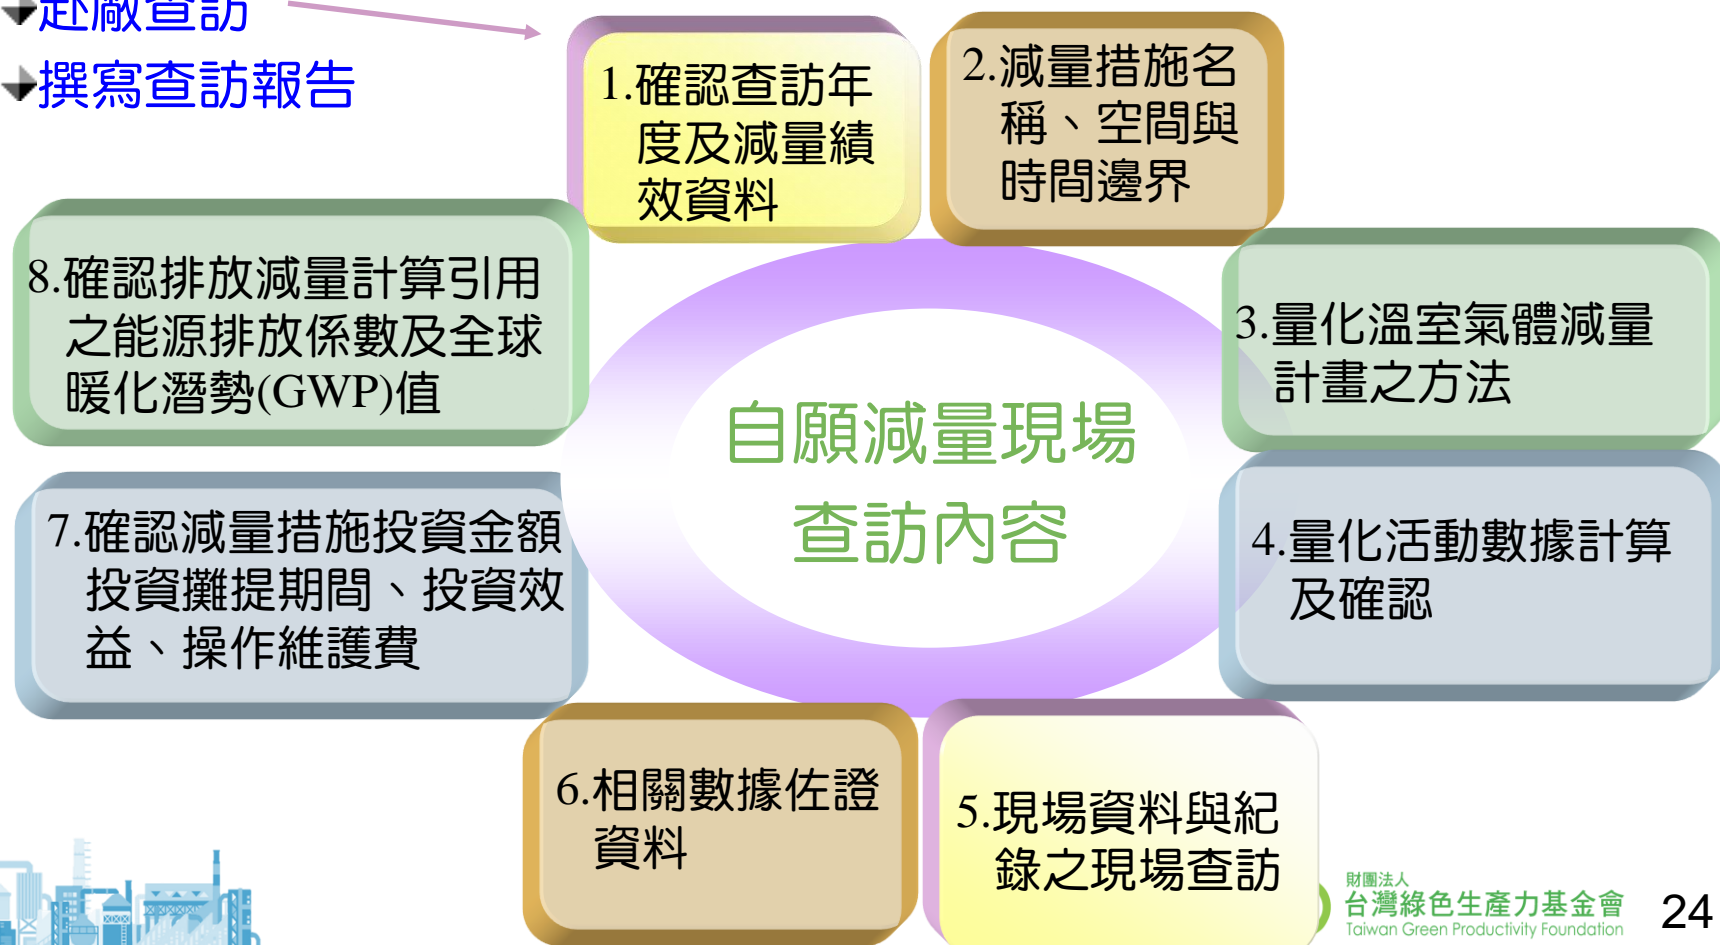 赴廠查訪
撰寫查訪報告
1.確認查訪年
度及減量績
效資料
2.減量措施名
稱、空間與
時間邊界
3.量化溫室氣體減量
計畫之方法
4.量化活動數據計算
及確認
5.現場資料與紀
錄之現場查訪
6.相關數據佐證
資料
7.確認減量措施投資金額
投資攤提期間、投資效
益、操作維護費
8.確認排放減量計算引用
之能源排放係數及全球
暖化潛勢(GWP)值
自願減量現場
查訪內容
財團法人
台灣綠色生產力基金會
Taiwan Green Productivity Foundation
24